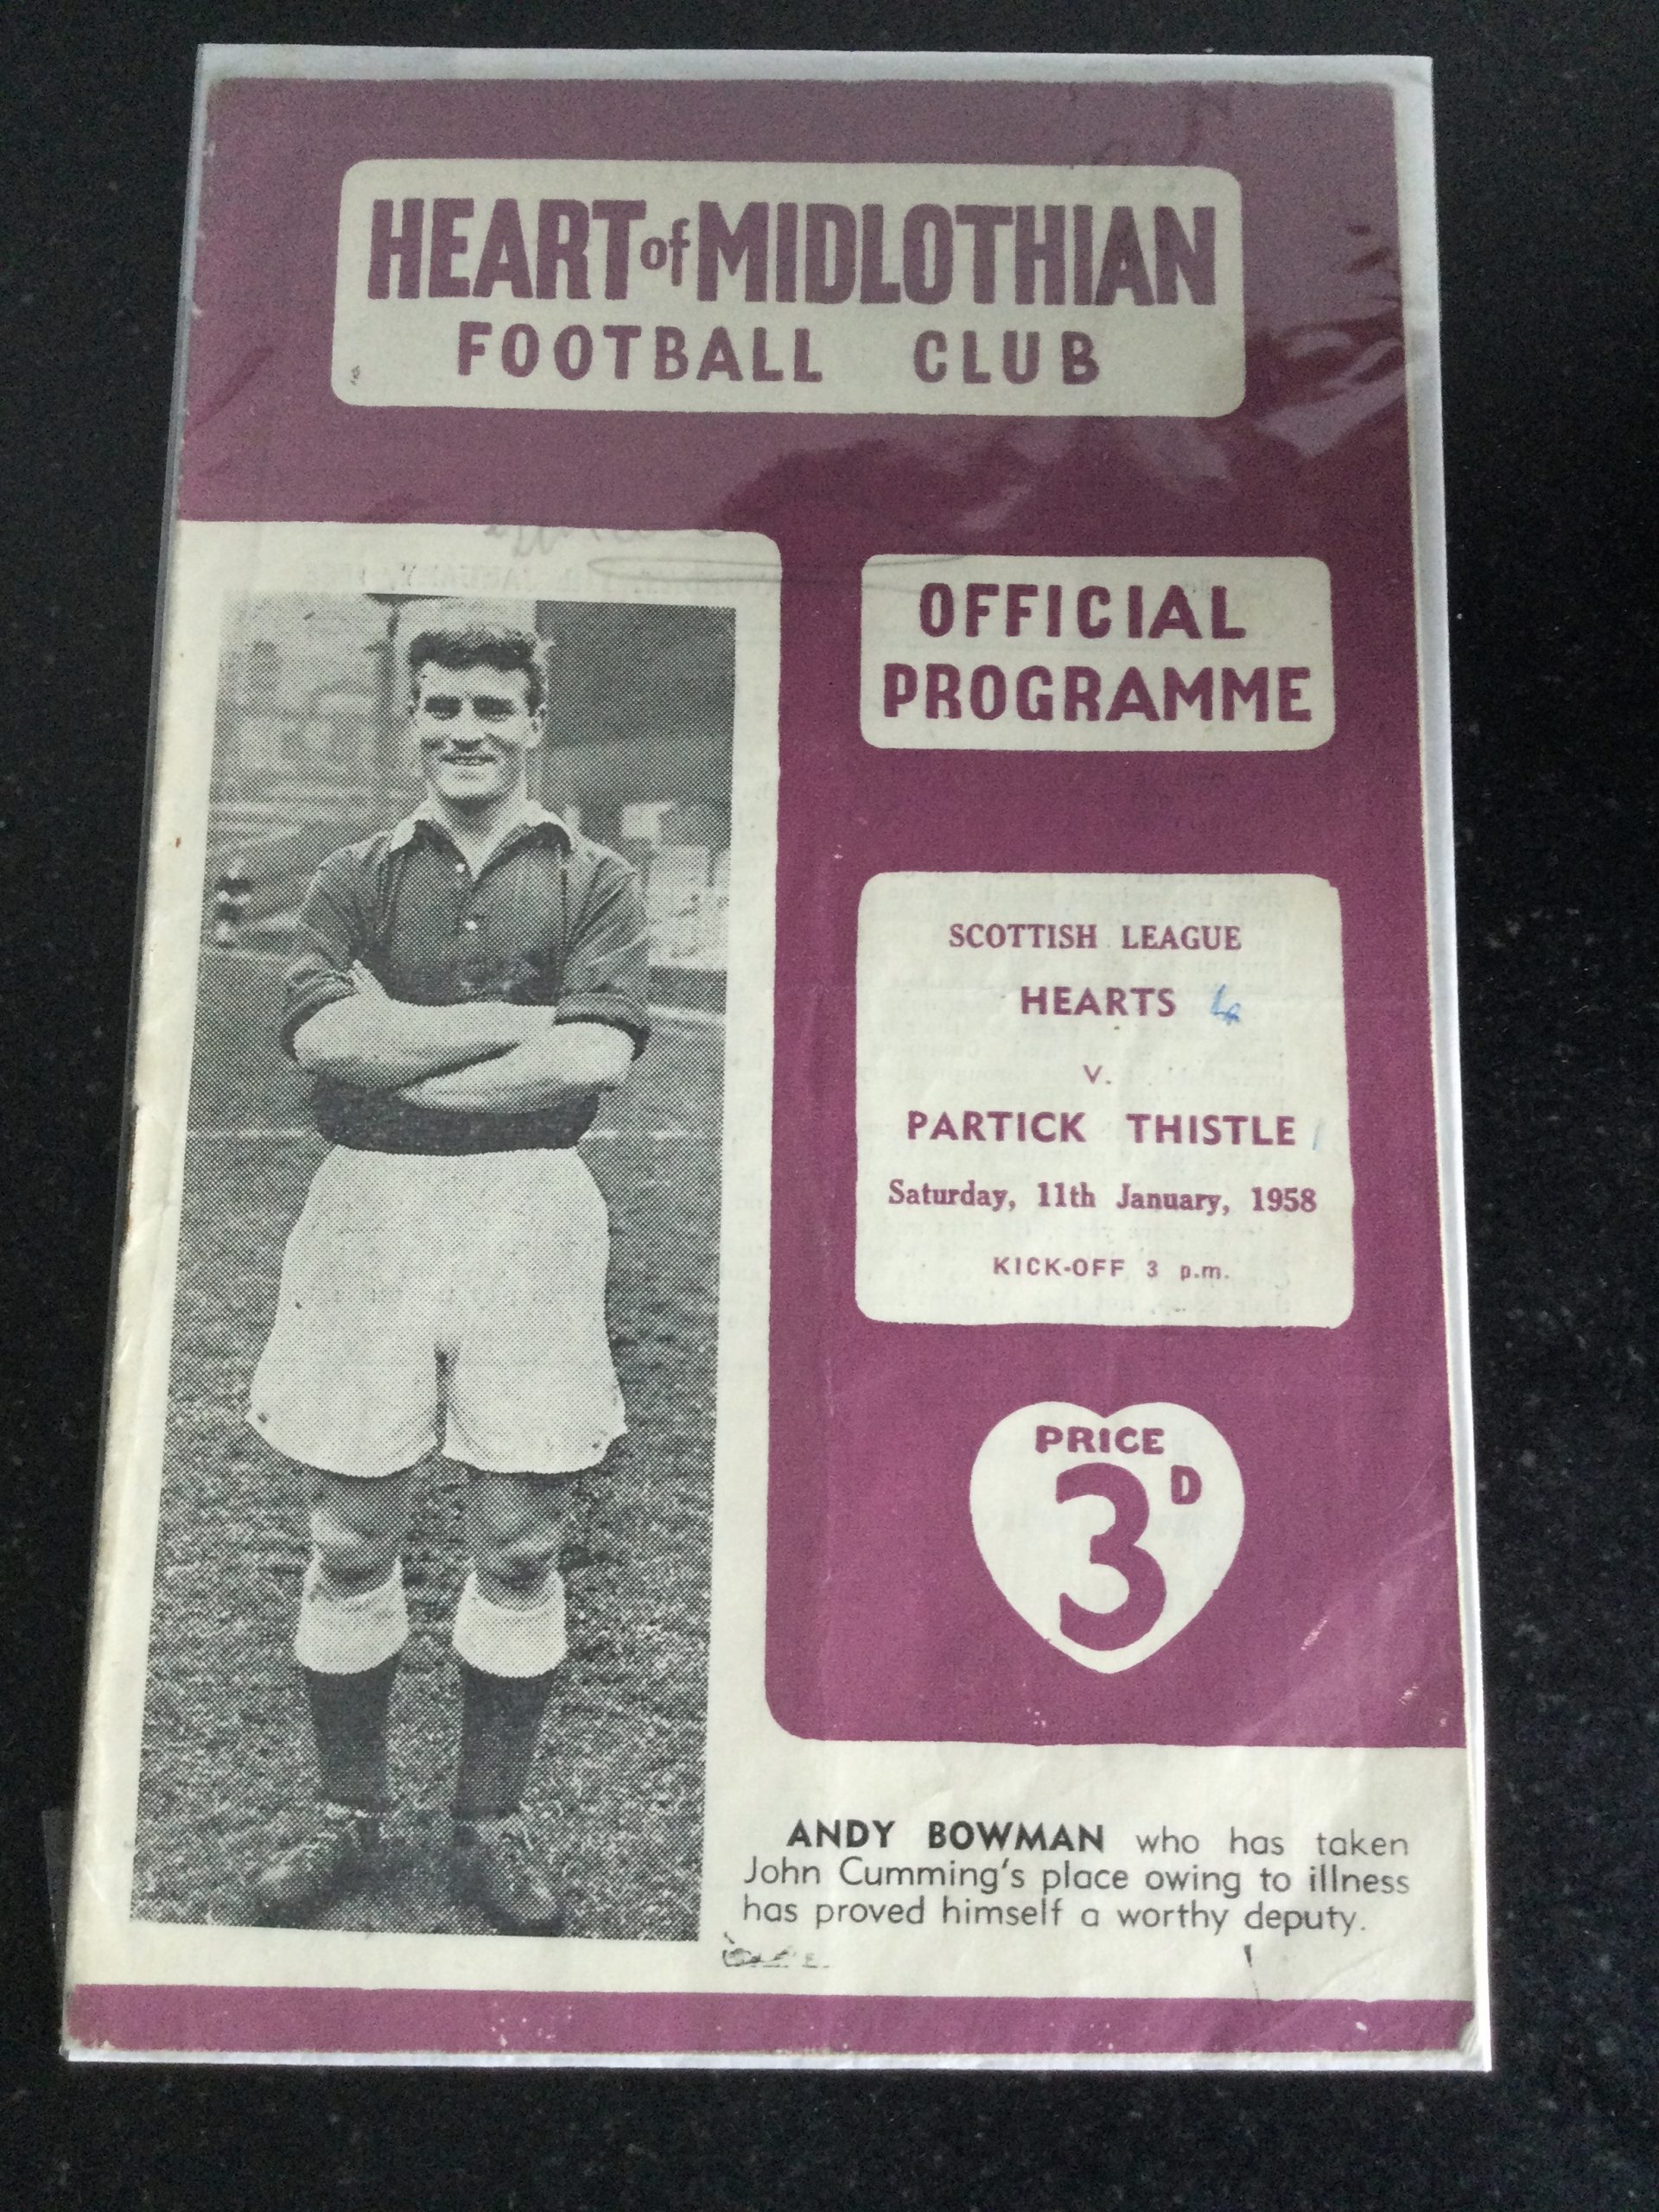 HEART of MIDLOTHIAN
FOOTBALL CLUB
OFFICIAL
PROGRAMME
SCOTTISH LEAGUE
HEARTS 4
v.
PARTICK THISTLE 1
Saturday, 11th January, 1958
KICK-OFF 3 p.m.
PRICE
3D
ANDY BOWMAN who has taken
John Cumming's place owing to illness
has proved himself a worthy deputy.